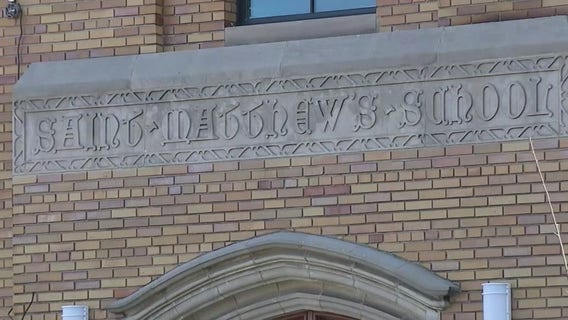 SAINT · MATTHEW'S · SCHOOL